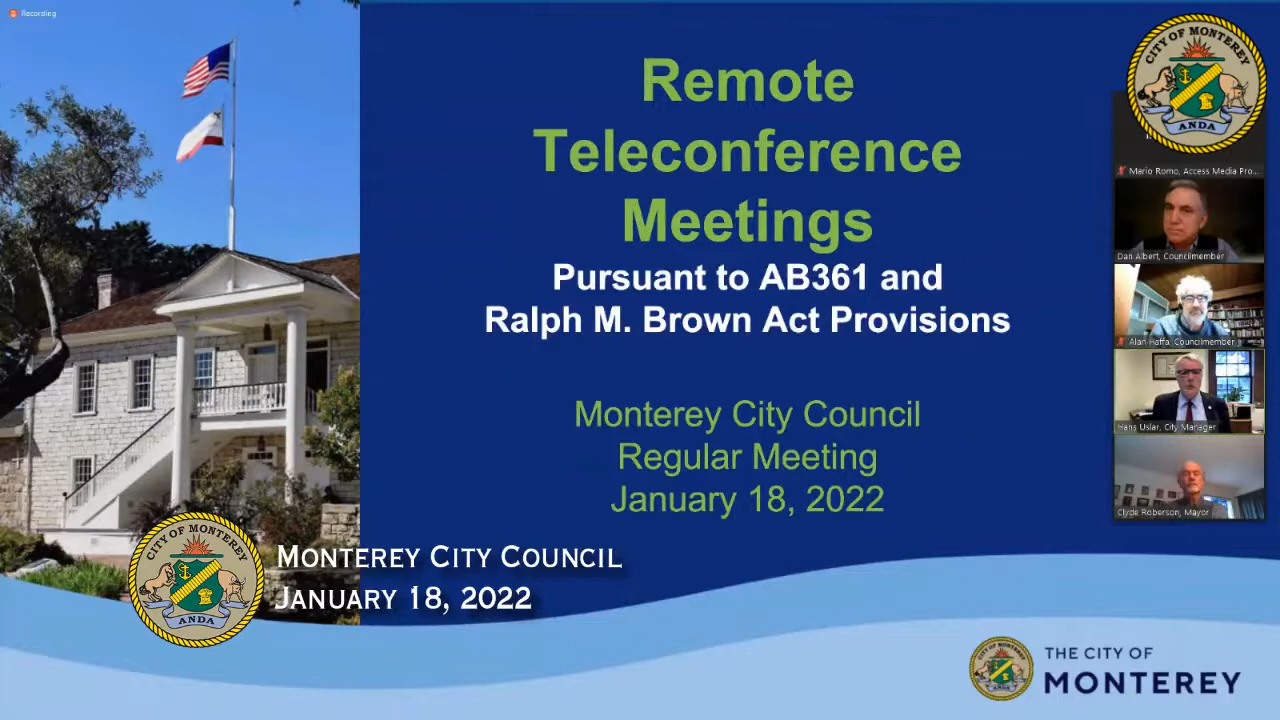 Recording
Remote
Teleconference
Meetings
Pursuant to AB361 and
Ralph M. Brown Act Provisions
Monterey City Council
Regular Meeting
January 18, 2022
CITY OF MONTEREY
ANDA
Mario Romo, Access Media Pro...
Dan Albert, Councilmember
Alan Haffa, Councilmember
Hans Uslar, City Manager
Clyde Roberson, Mayor
CITY OF MONTEREY
ANDA
MONTEREY CITY COUNCIL
JANUARY 18, 2022
THE CITY OF
MONTEREY